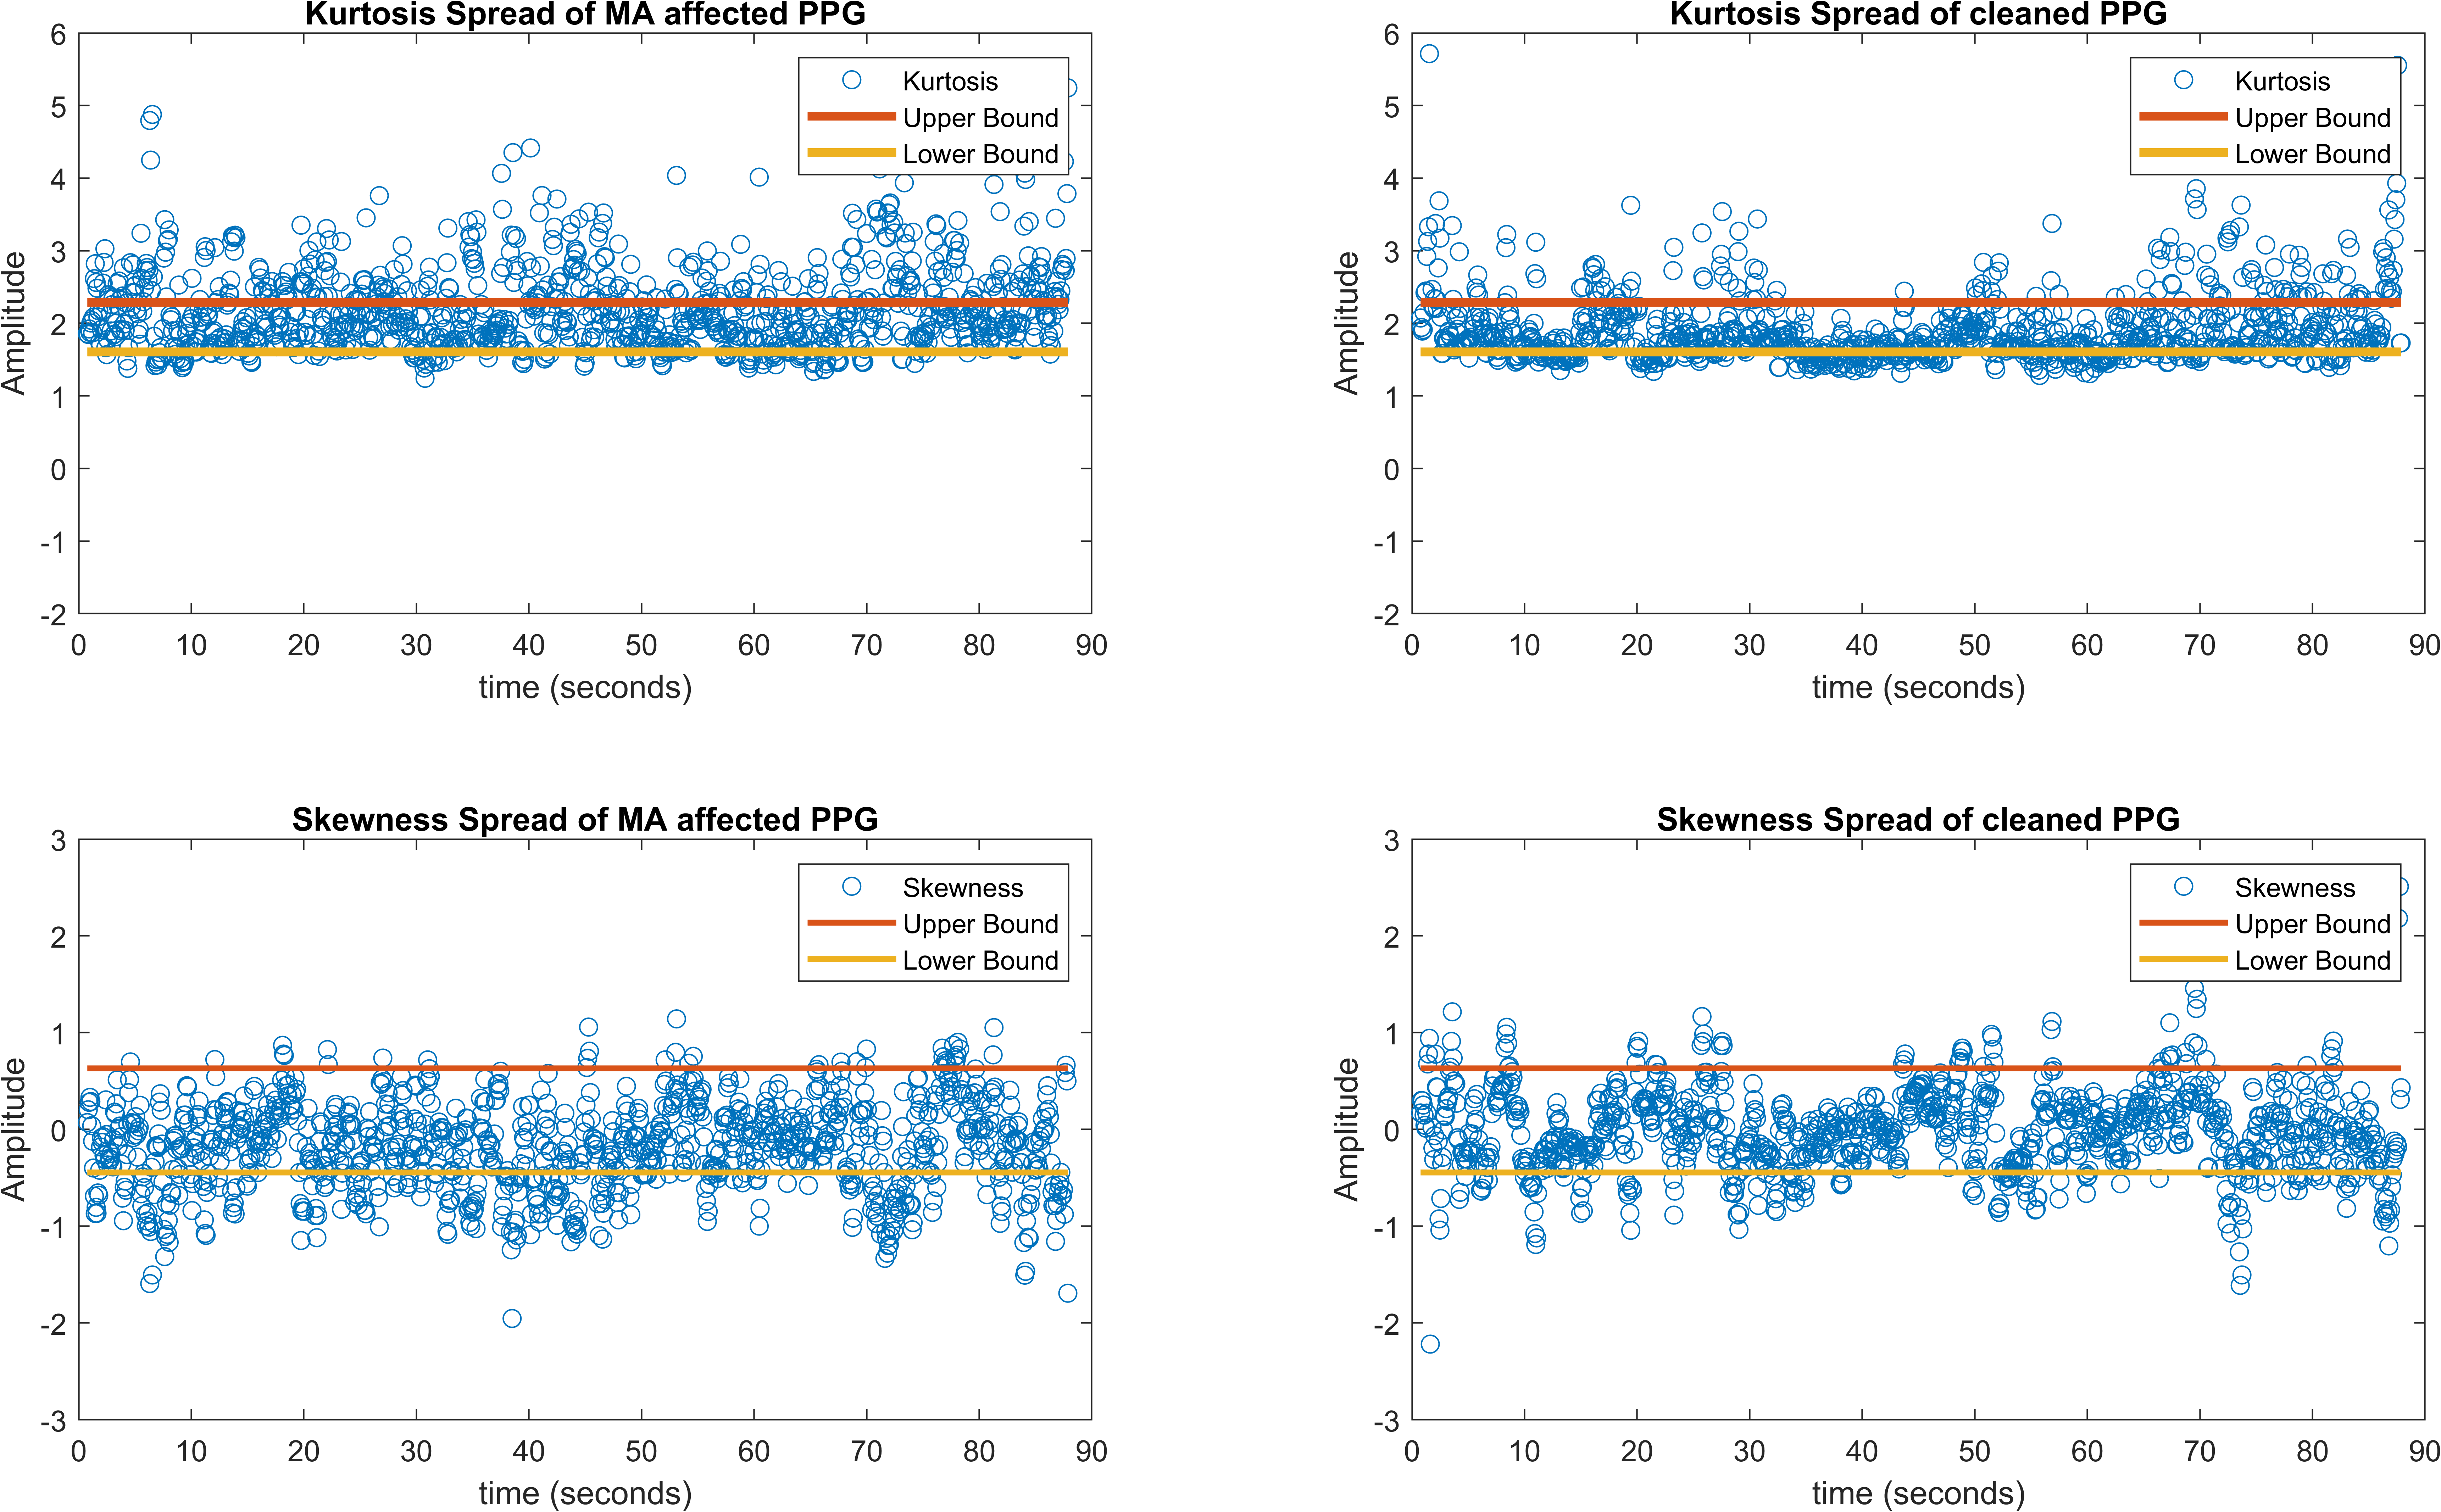 Kurtosis Spread of MA affected PPG
6
5
4
3
2
1
0
-1
-2
Amplitude
Kurtosis
Upper Bound
Lower Bound
0 10 20 30 40 50 60 70 80 90
time (seconds)
Kurtosis Spread of cleaned PPG
6
5
4
3
2
1
0
-1
-2
Amplitude
Kurtosis
Upper Bound
Lower Bound
0 10 20 30 40 50 60 70 80 90
time (seconds)
Skewness Spread of MA affected PPG
3
2
1
0
-1
-2
-3
Amplitude
Skewness
Upper Bound
Lower Bound
0 10 20 30 40 50 60 70 80 90
time (seconds)
Skewness Spread of cleaned PPG
3
2
1
0
-1
-2
-3
Amplitude
Skewness
Upper Bound
Lower Bound
0 10 20 30 40 50 60 70 80 90
time (seconds)